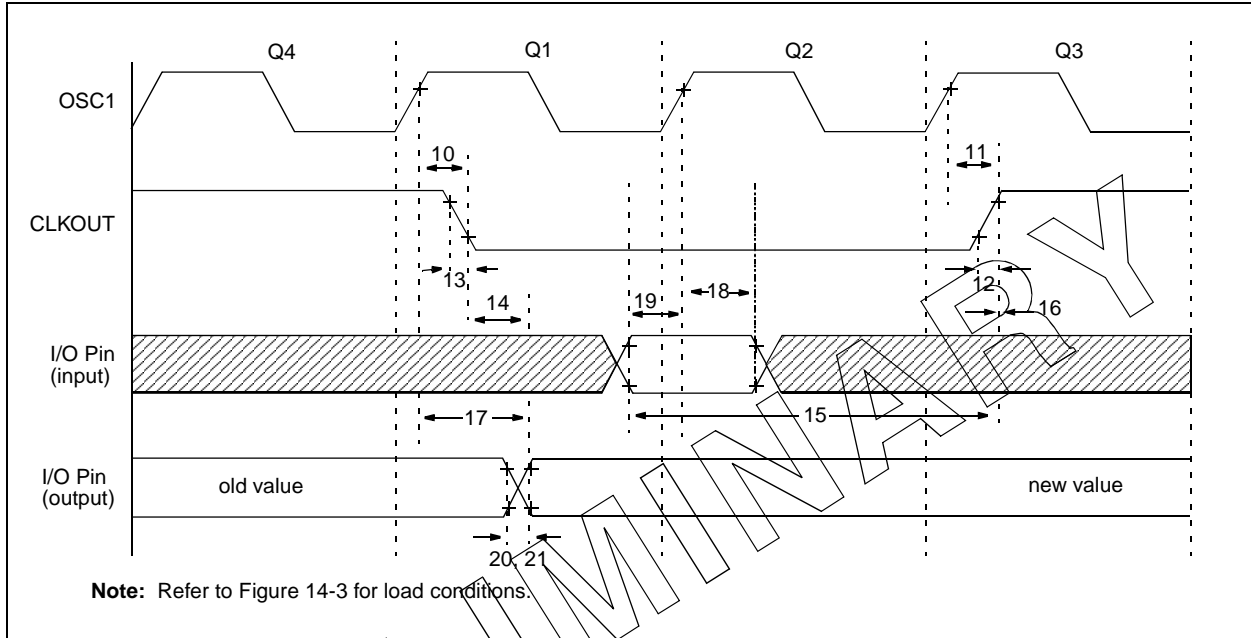 Q4
Q1
Q2
Q3
OSC1
10
11
CLKOUT
13
12
14
19
18
16
I/O Pin
(input)
17
15
I/O Pin
(output)
old value
new value
20, 21
Note: Refer to Figure 14-3 for load conditions.
IMINARY